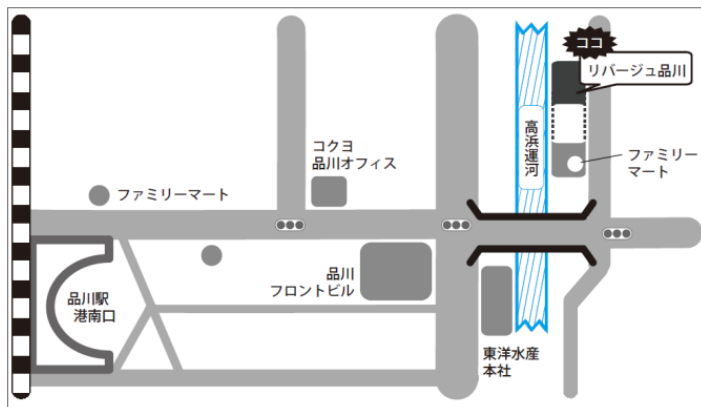 ココ
リバージュ品川
高浜運河
コクヨ
品川オフィス
ファミリー
マート
ファミリーマート
品川
フロントビル
品川駅
港南口
東洋水産
本社